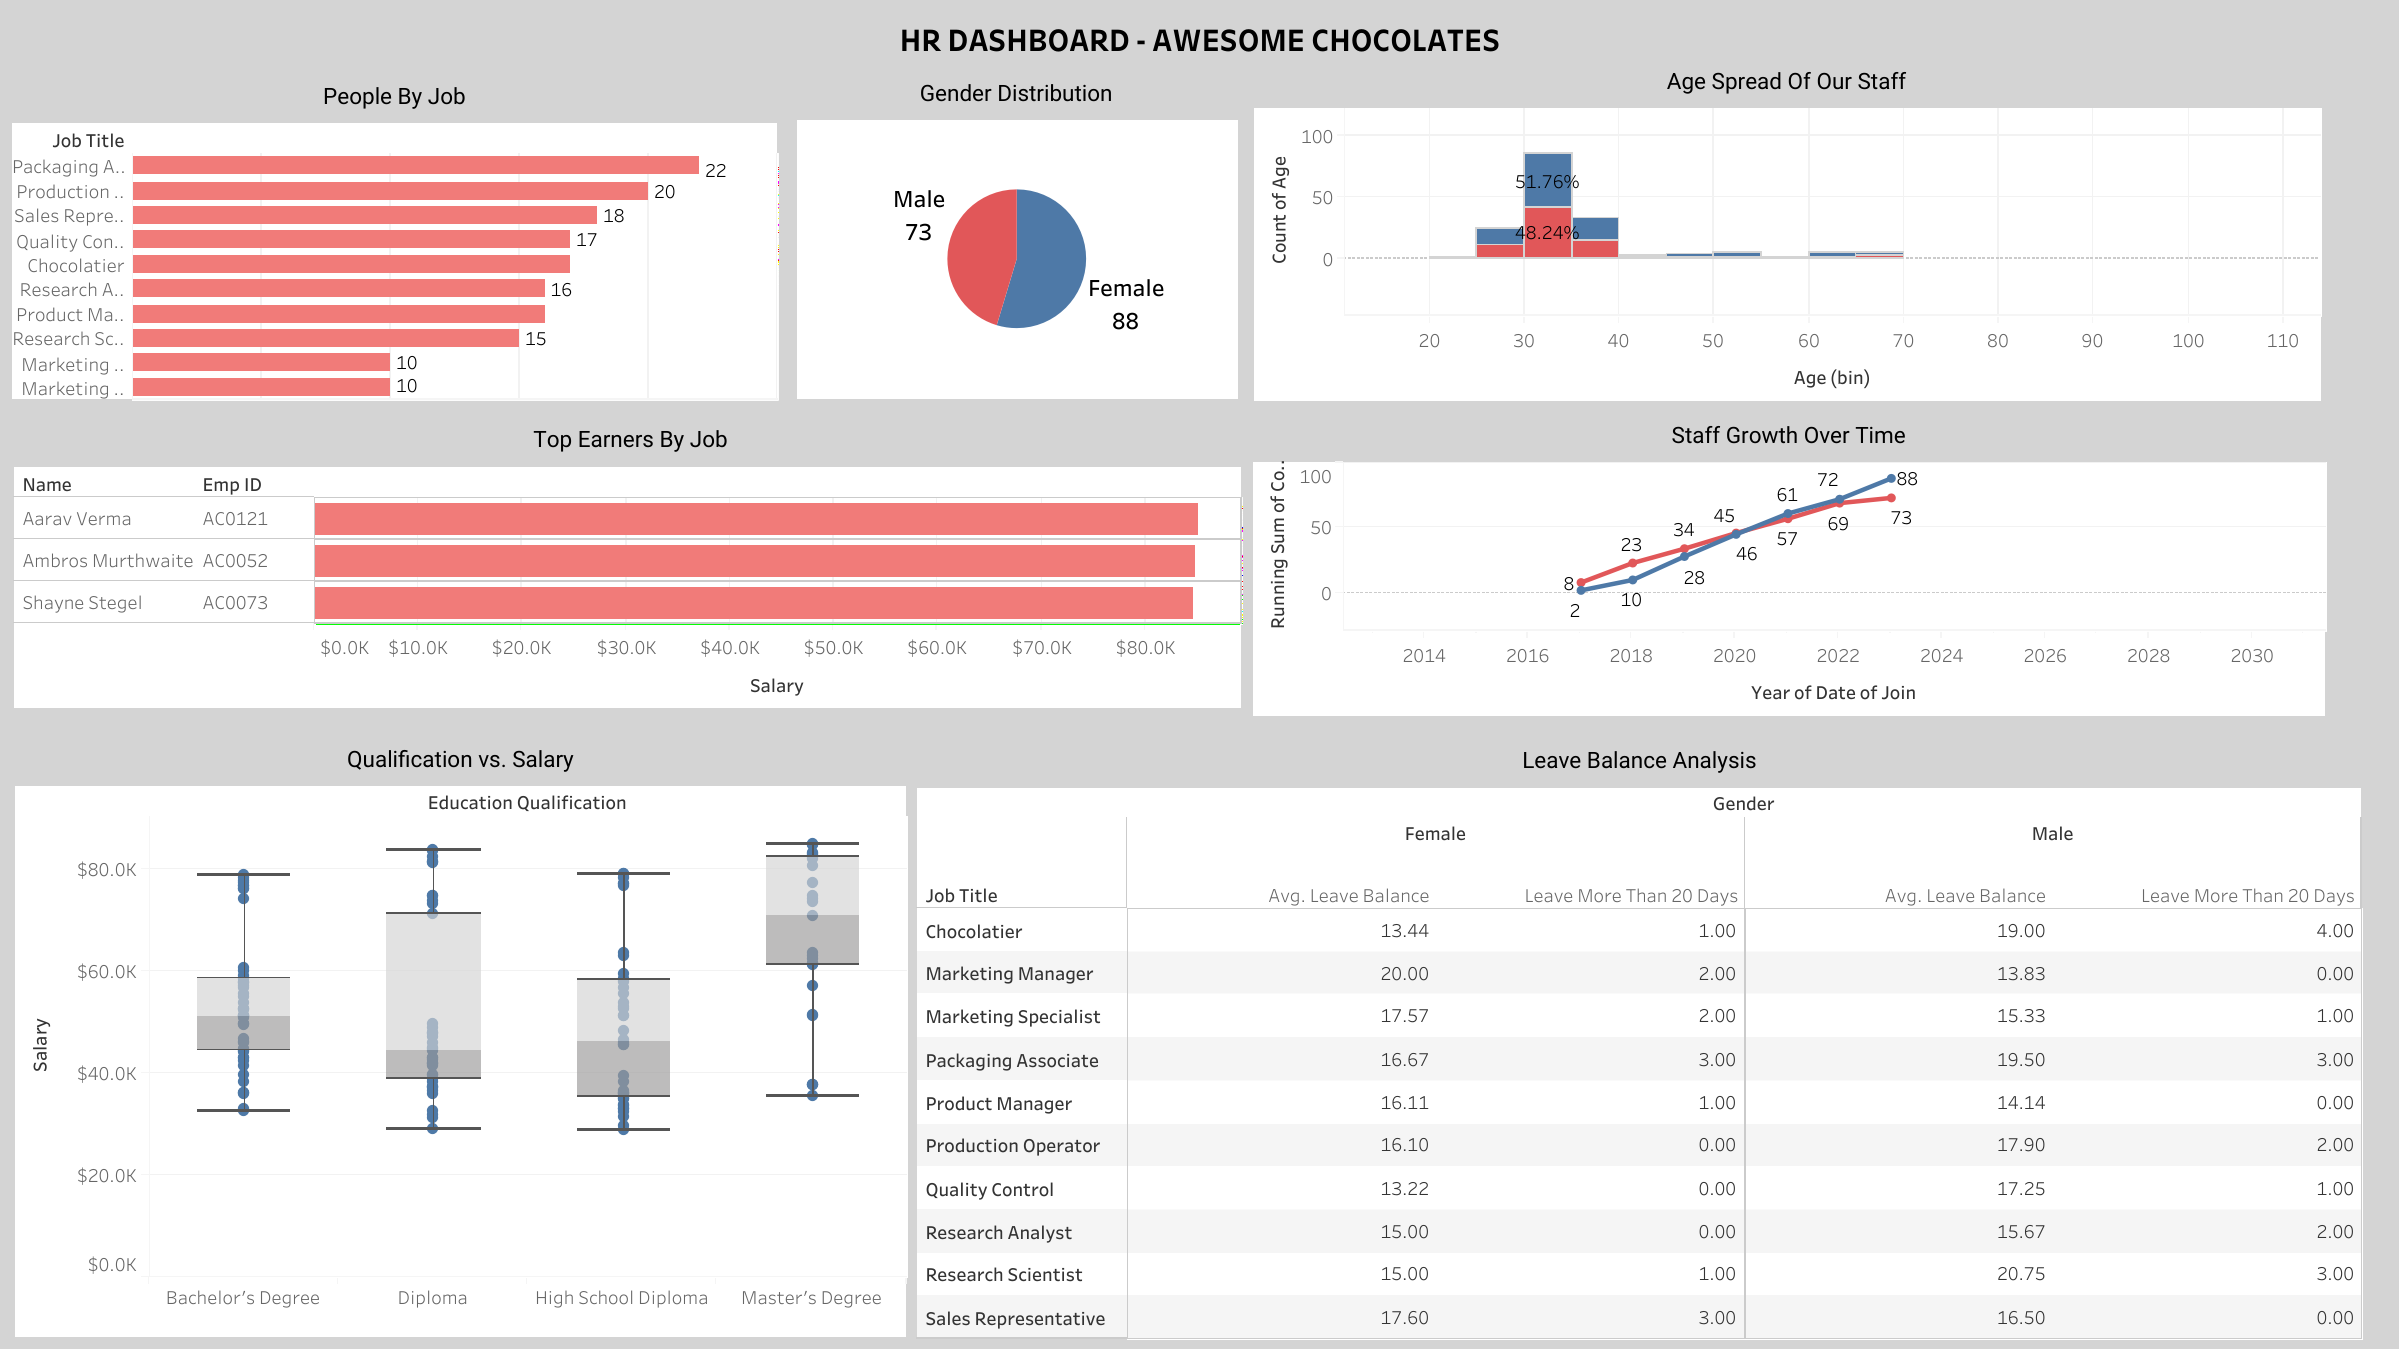 HR DASHBOARD - AWESOME CHOCOLATES
People By Job
Job Title
Packaging A.. 22
Production .. 20
Sales Repre.. 18
Quality Con.. 17
Chocolatier
Research A.. 16
Product Ma..
Research Sc.. 15
Marketing .. 10
Marketing .. 10
Gender Distribution
Male
73
Female
88
Age Spread Of Our Staff
Count of Age
100
50
0
51.76%
48.24%
20 30 40 50 60 70 80 90 100 110
Age (bin)
Top Earners By Job
Name Emp ID
Aarav Verma AC0121
Ambros Murthwaite AC0052
Shayne Stegel AC0073
$0.0K $10.0K $20.0K $30.0K $40.0K $50.0K $60.0K $70.0K $80.0K
Salary
Staff Growth Over Time
Running Sum of Co..
100
50
0
8 23 34 45 61 72 88
2 10 28 46 57 69 73
2014 2016 2018 2020 2022 2024 2026 2028 2030
Year of Date of Join
Qualification vs. Salary
Education Qualification
Salary
$80.0K
$60.0K
$40.0K
$20.0K
$0.0K
Bachelor's Degree Diploma High School Diploma Master's Degree
Leave Balance Analysis
Gender
Female Male
Job Title Avg. Leave Balance Leave More Than 20 Days Avg. Leave Balance Leave More Than 20 Days
Chocolatier 13.44 1.00 19.00 4.00
Marketing Manager 20.00 2.00 13.83 0.00
Marketing Specialist 17.57 2.00 15.33 1.00
Packaging Associate 16.67 3.00 19.50 3.00
Product Manager 16.11 1.00 14.14 0.00
Production Operator 16.10 0.00 17.90 2.00
Quality Control 13.22 0.00 17.25 1.00
Research Analyst 15.00 0.00 15.67 2.00
Research Scientist 15.00 1.00 20.75 3.00
Sales Representative 17.60 3.00 16.50 0.00